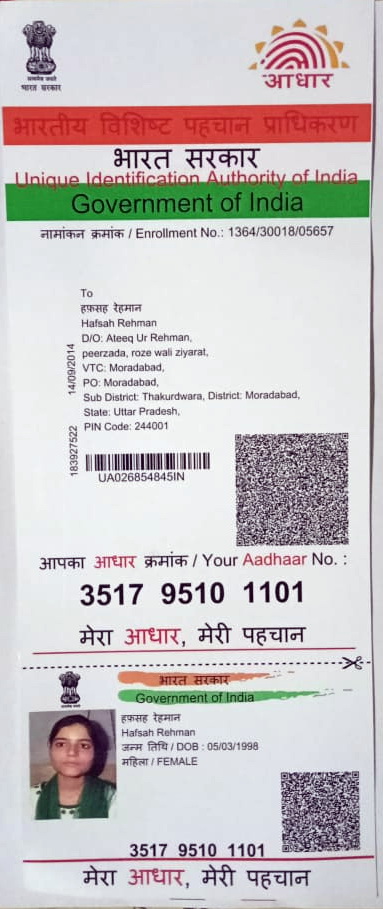 सत्यमेव जयते
भारत सरकार
आधार
भारतीय विशिष्ट पहचान प्राधिकरण
भारत सरकार
Unique Identification Authority of India
Government of India
नामांकन क्रमांक / Enrollment No.: 1364/30018/05657
To
हफ़सह रेहमान
Hafsah Rehman
D/O: Ateeq Ur Rehman,
peerzada, roze wali ziyarat,
VTC: Moradabad,
PO: Moradabad,
Sub District: Thakurdwara, District: Moradabad,
State: Uttar Pradesh,
PIN Code: 244001
14/09/2014
183927522
UA026854845IN
आपका आधार क्रमांक / Your Aadhaar No. :
3517 9510 1101
मेरा आधार, मेरी पहचान
भारत सरकार
Government of India
हफ़सह रेहमान
Hafsah Rehman
जन्म तिथि / DOB : 05/03/1998
महिला / FEMALE
3517 9510 1101
मेरा आधार, मेरी पहचान